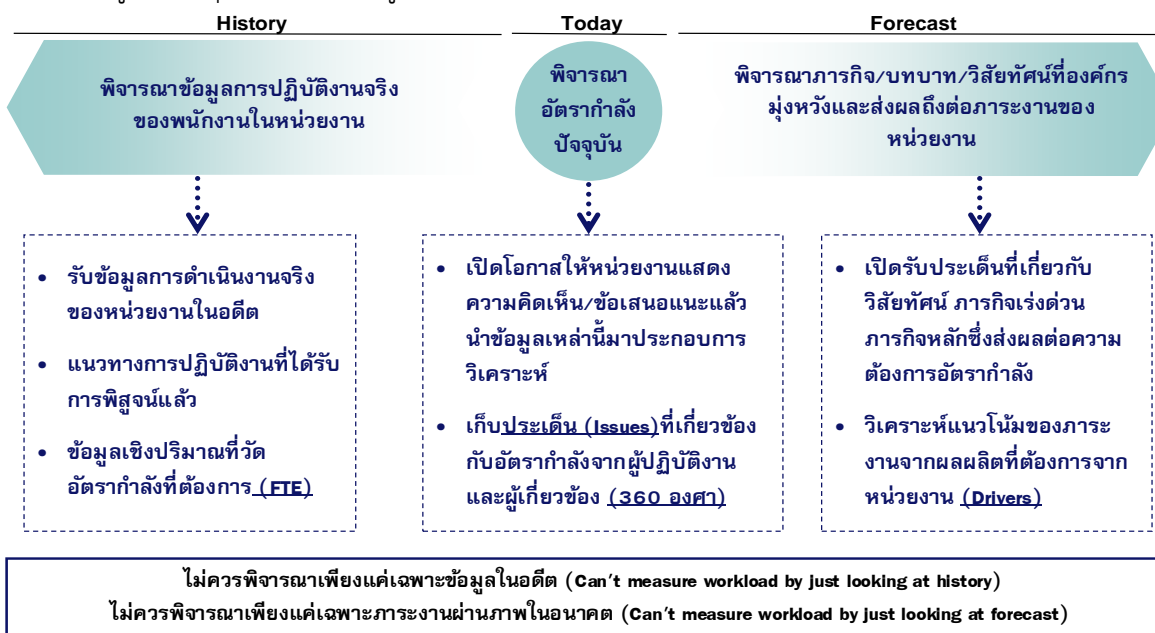 History
Today
Forecast
พิจารณาข้อมูลการปฏิบัติงานจริง
ของพนักงานในหน่วยงาน
พิจารณา
อัตรากำลัง
ปัจจุบัน
พิจารณาภารกิจ/บทบาท/วิสัยทัศน์ที่องค์กร
มุ่งหวังและส่งผลถึงต่อภาระงานของ
หน่วยงาน
• รับข้อมูลการดำเนินงานจริง
ของหน่วยงานในอดีต
• แนวทางการปฏิบัติงานที่ได้รับ
การพิสูจน์แล้ว
• ข้อมูลเชิงปริมาณที่วัด
อัตรากำลังที่ต้องการ (FTE)
• เปิดโอกาสให้หน่วยงานแสดง
ความคิดเห็น/ข้อเสนอแนะแล้ว
นำข้อมูลเหล่านี้มาประกอบการ
วิเคราะห์
• เก็บประเด็น (Issues)ที่เกี่ยวข้อง
กับอัตรากำลังจากผู้ปฏิบัติงาน
และผู้เกี่ยวข้อง (360 องศา)
• เปิดรับประเด็นที่เกี่ยวกับ
วิสัยทัศน์ ภารกิจเร่งด่วน
ภารกิจหลักซึ่งส่งผลต่อความ
ต้องการอัตรากำลัง
• วิเคราะห์แนวโน้มของภาระ
งานจากผลผลิตที่ต้องการจาก
หน่วยงาน (Drivers)
ไม่ควรพิจารณาเพียงแค่เฉพาะข้อมูลในอดีต (Can't measure workload by just looking at history)
ไม่ควรพิจารณาเพียงแค่เฉพาะภาระงานผ่านภาพในอนาคต (Can't measure workload by just looking at forecast)